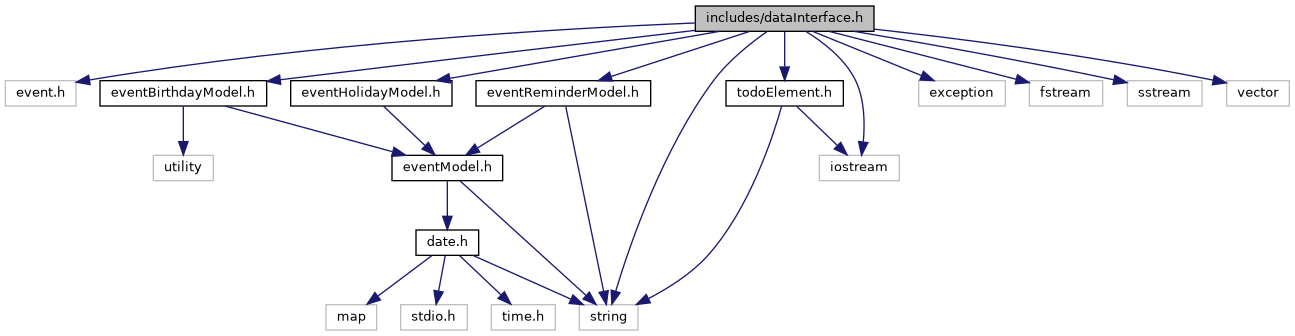 includes/dataInterface.h
event.h
eventBirthdayModel.h
eventHolidayModel.h
eventReminderModel.h
todoElement.h
exception
fstream
sstream
vector
utility
eventModel.h
iostream
date.h
map
stdio.h
time.h
string